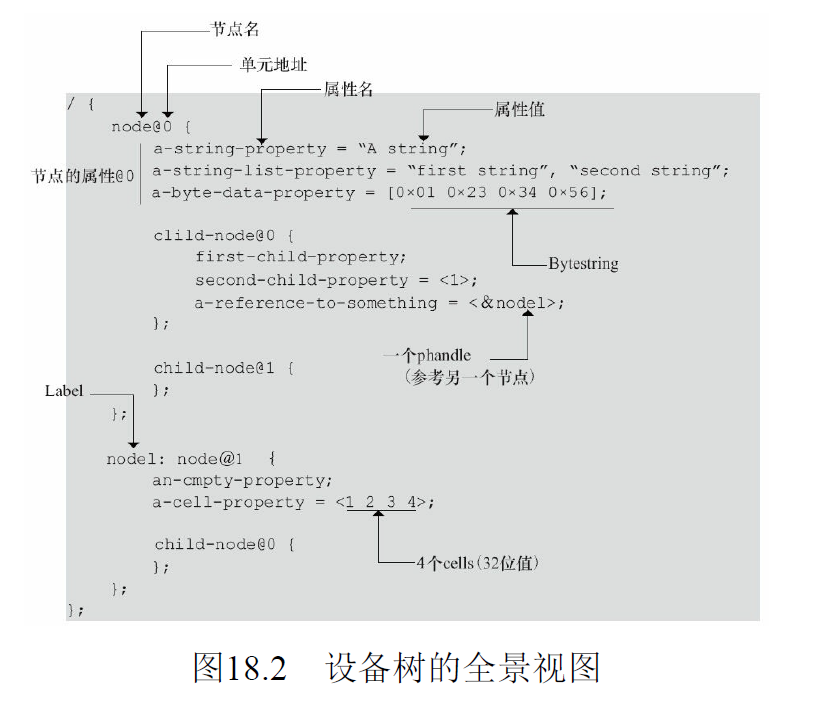 节点名
单元地址
属性名
/ {
属性值
node@0 {
a-string-property = “A string”;
节点的属性@0
a-string-list-property = “first string”, “second string”;
a-byte-data-property = [0×01 0×23 0×34 0×56];
clild-node@0 {
first-child-property;
Bytestring
second-child-property = <1>;
a-reference-to-something = <&nodel>;
};
一个phandle
(参考另一个节点)
child-node@1 {
Label
};
};
nodel: node@1 {
an-cmpty-property;
a-cell-property = <1 2 3 4>;
child-node@0 {
4个cells(32位值)
};
};
};
图18.2 设备树的全景视图